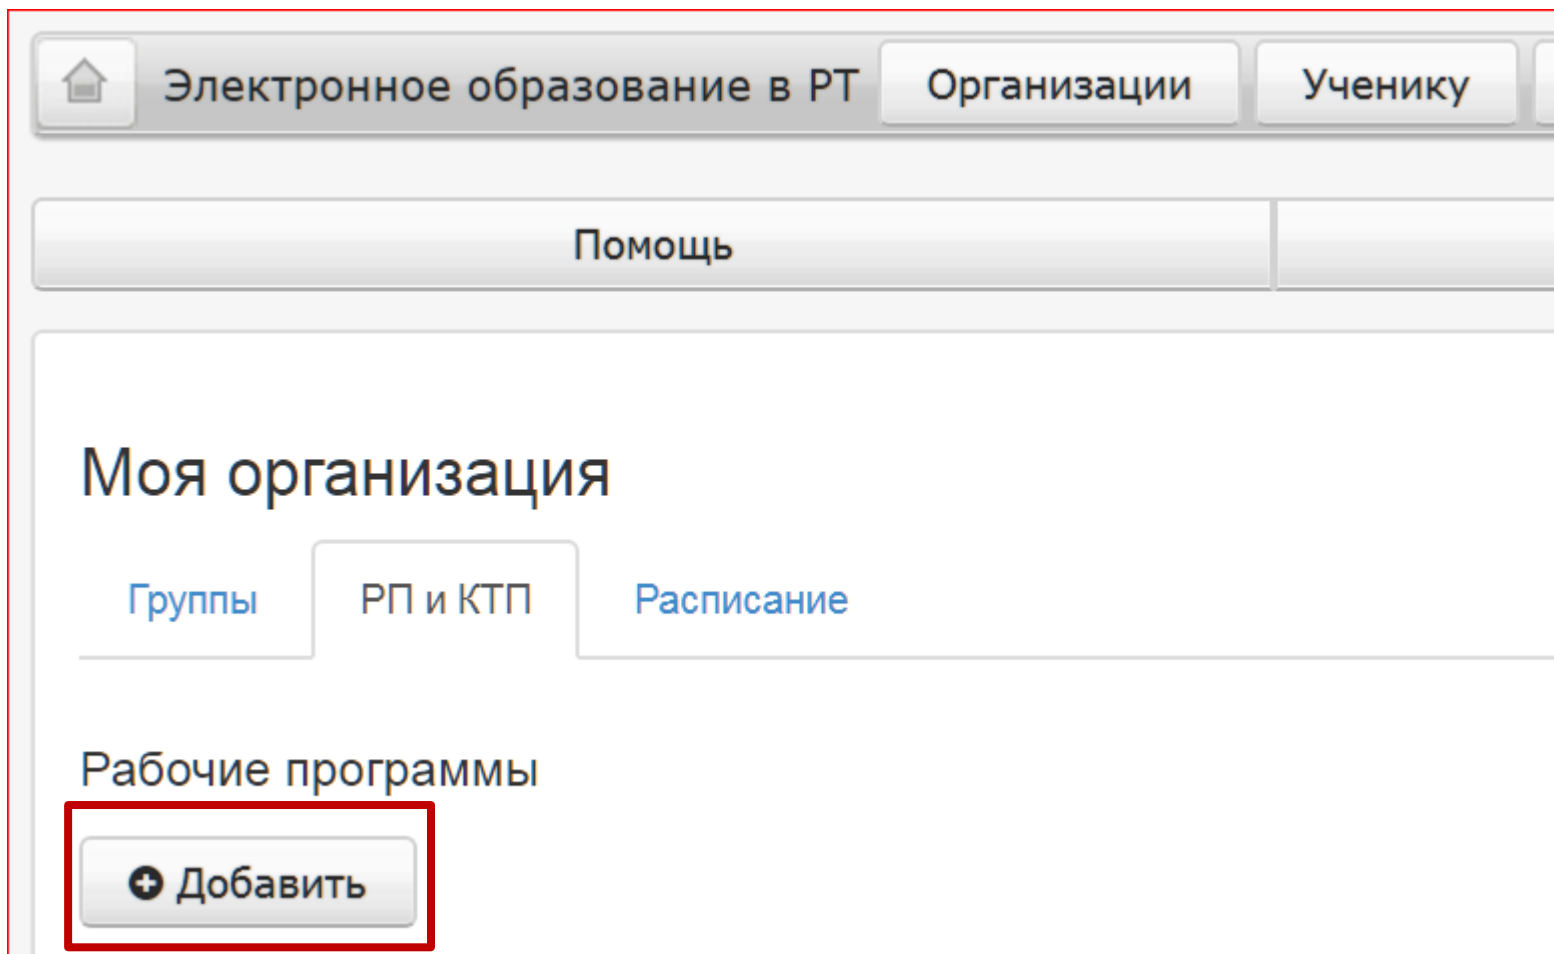 Электронное образование в РТ Организации Ученику
Помощь
Моя организация
Группы РП и КТП Расписание
Рабочие программы
Добавить